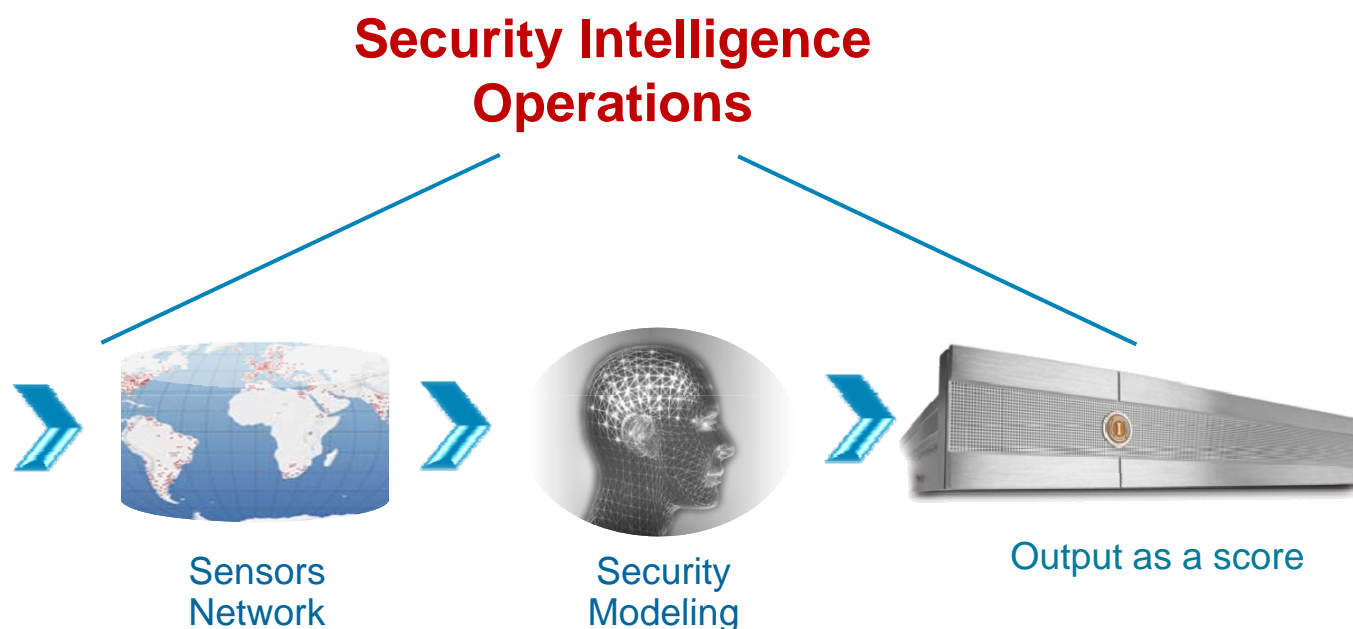 Security Intelligence
Operations
Sensors
Network
Security
Modeling
Output as a score